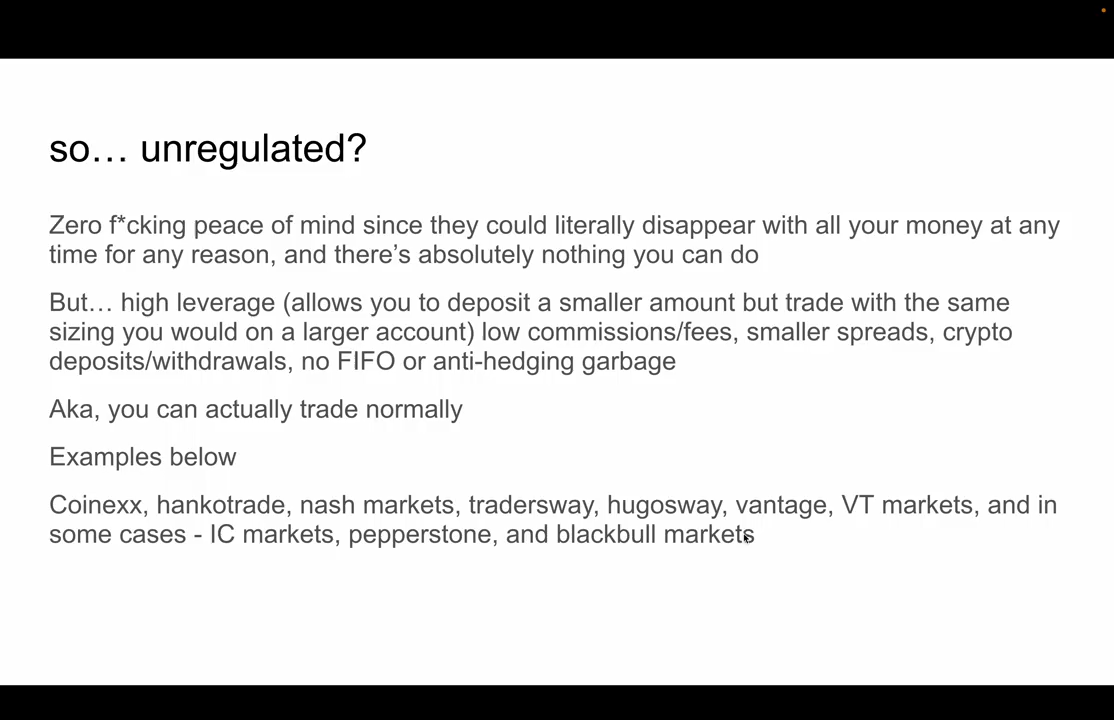 so… unregulated?
Zero f*cking peace of mind since they could literally disappear with all your money at any
time for any reason, and there’s absolutely nothing you can do
But… high leverage (allows you to deposit a smaller amount but trade with the same
sizing you would on a larger account) low commissions/fees, smaller spreads, crypto
deposits/withdrawals, no FIFO or anti-hedging garbage
Aka, you can actually trade normally
Examples below
Coinexx, hankotrade, nash markets, tradersway, hugosway, vantage, VT markets, and in
some cases - IC markets, pepperstone, and blackbull markets